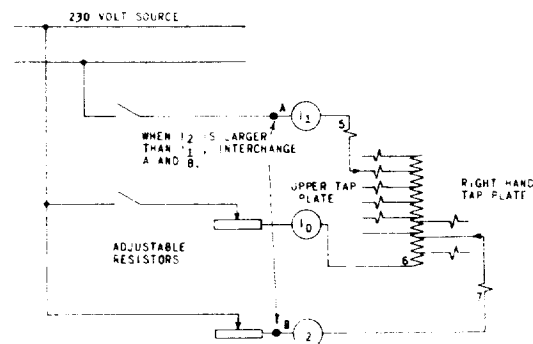 230 VOLT SOURCE
A
I1
5
WHEN I2 IS LARGER
THAN I1, INTERCHANGE
A AND B.
UPPER TAP
PLATE
RIGHT HAND
TAP PLATE
ADJUSTABLE
RESISTORS
IO
6
7
B
2